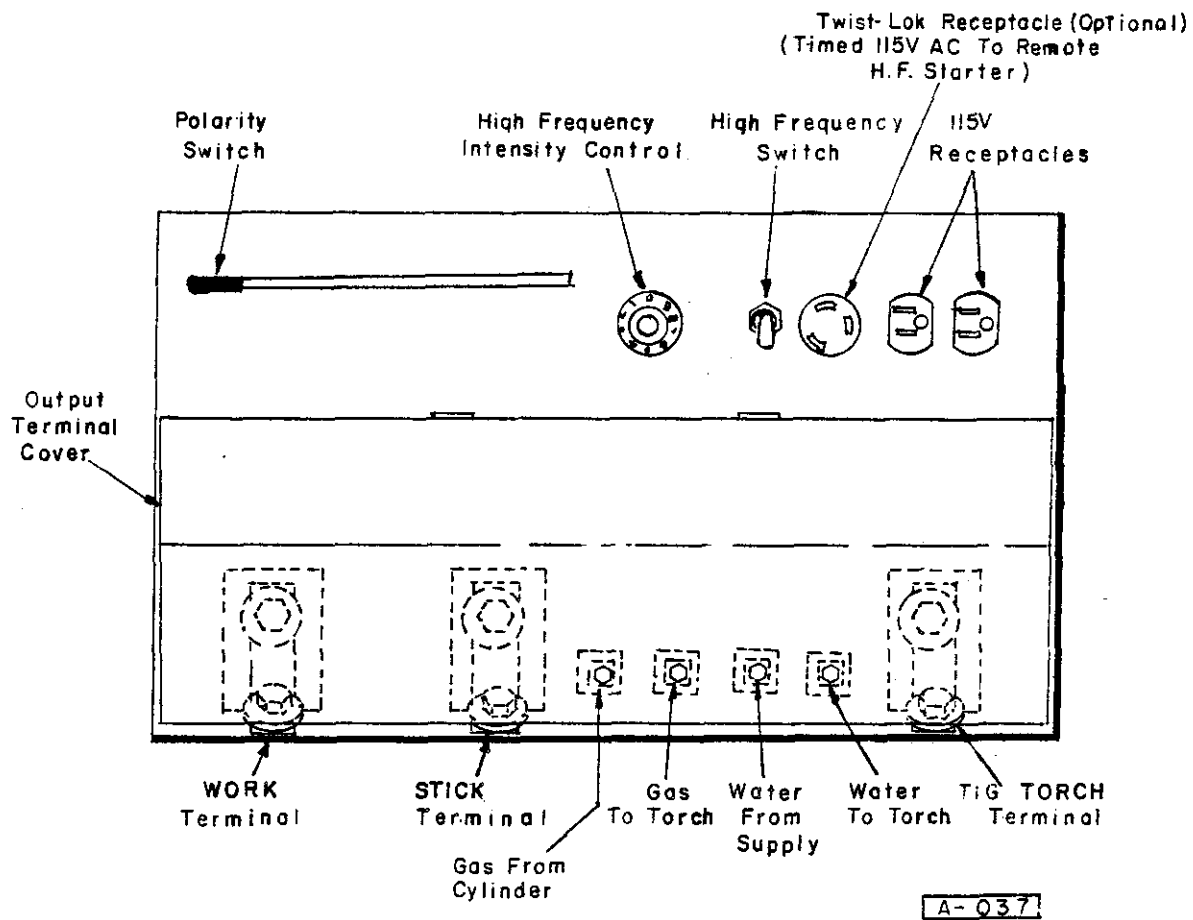 Twist-Lok Receptacle (Optional)
(Timed 115V AC To Remote
H.F. Starter)
Polarity
Switch
High Frequency
Intensity Control
High Frequency
Switch
115V
Receptacles
Output
Terminal
Cover
WORK
Terminal
STICK
Terminal
Gas From
Cylinder
Gas
To Torch
Water
From
Supply
Water
To Torch
TiG TORCH
Terminal
A-037